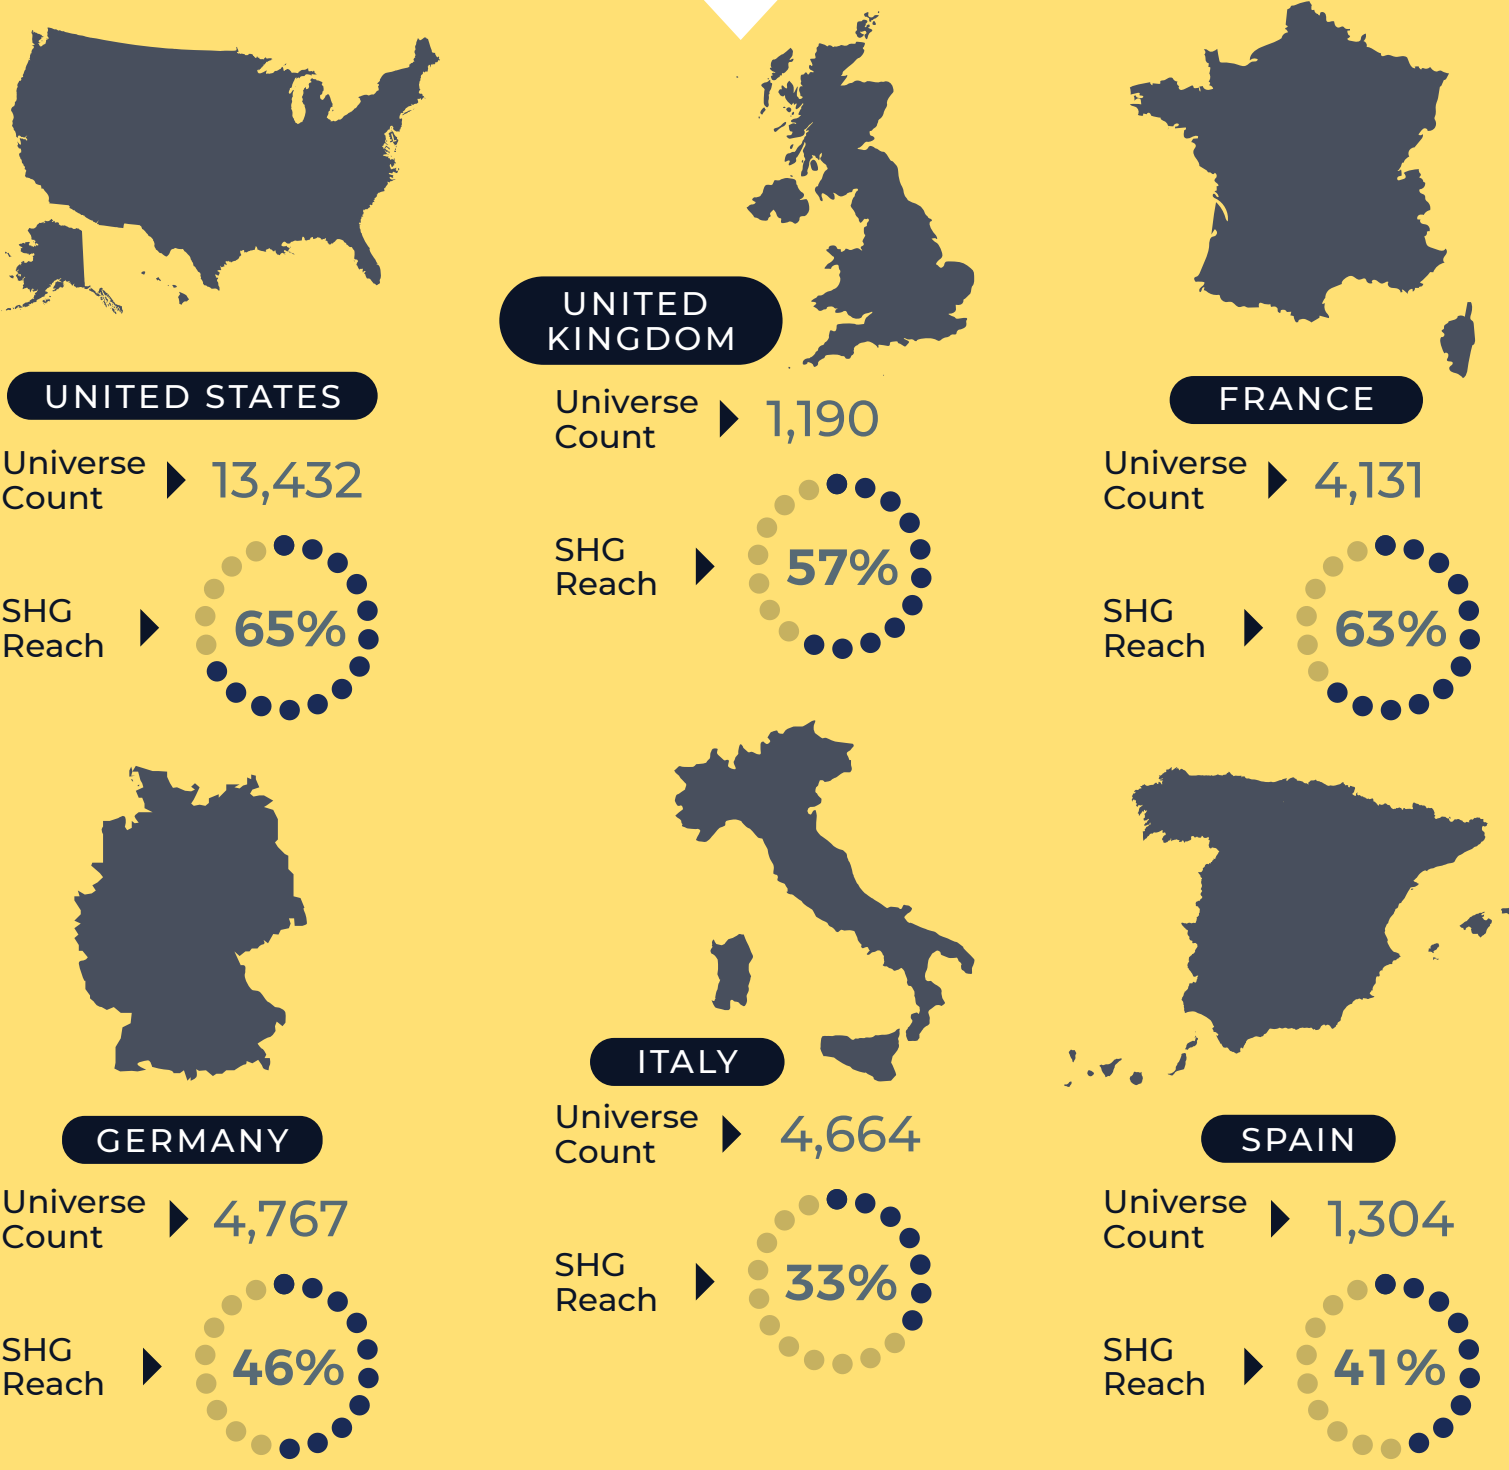 UNITED STATES
Universe
Count
13,432
SHG
Reach
65%
UNITED
KINGDOM
Universe
Count
1,190
SHG
Reach
57%
FRANCE
Universe
Count
4,131
SHG
Reach
63%
GERMANY
Universe
Count
4,767
SHG
Reach
46%
ITALY
Universe
Count
4,664
SHG
Reach
33%
SPAIN
Universe
Count
1,304
SHG
Reach
41%